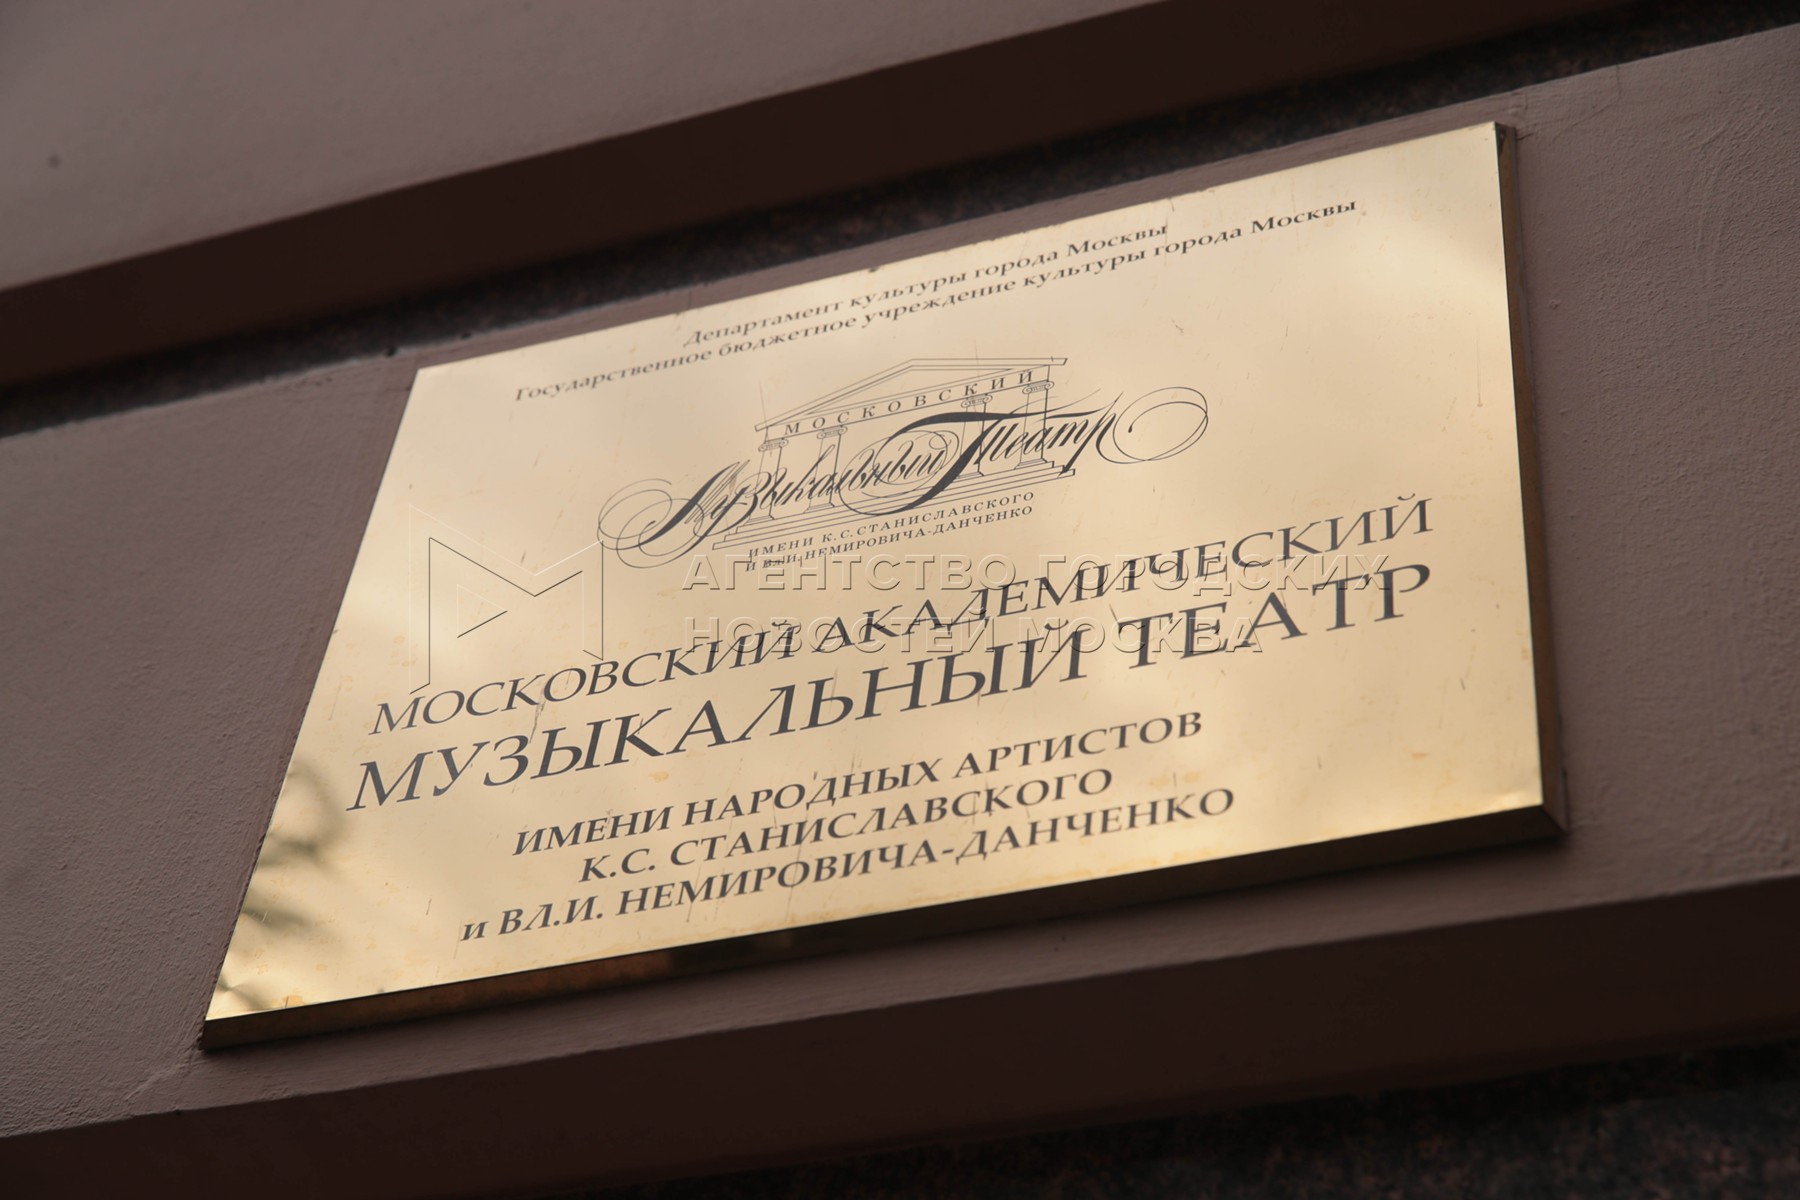 Департамент культуры города Москвы
Государственное бюджетное учреждение культуры города Москвы
МОСКОВСКИЙ
Музыкальный Театр
ИМЕНИ К.С.СТАНИСЛАВСКОГО
И ВЛ.И.НЕМИРОВИЧА-ДАНЧЕНКО
АГЕНТСТВО ГОРОДСКИХ
НОВОСТЕЙ МОСКВА
МОСКОВСКИЙ АКАДЕМИЧЕСКИЙ
МУЗЫКАЛЬНЫЙ ТЕАТР
ИМЕНИ НАРОДНЫХ АРТИСТОВ
К.С. СТАНИСЛАВСКОГО
и ВЛ.И. НЕМИРОВИЧА-ДАНЧЕНКО